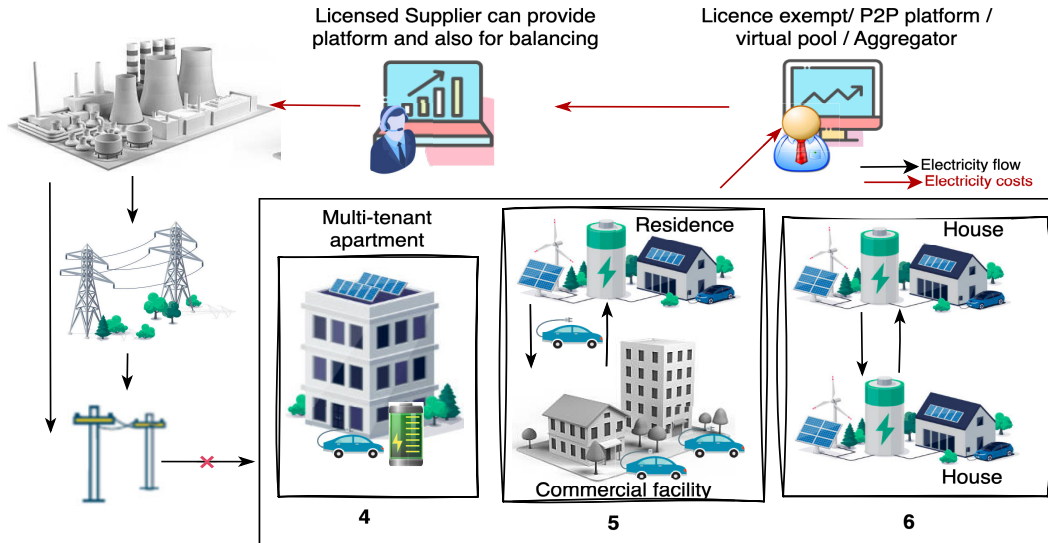 Licensed Supplier can provide
platform and also for balancing
Licence exempt/ P2P platform /
virtual pool / Aggregator
Electricity flow
Electricity costs
Multi-tenant
apartment
Residence
House
Commercial facility
House
4
5
6